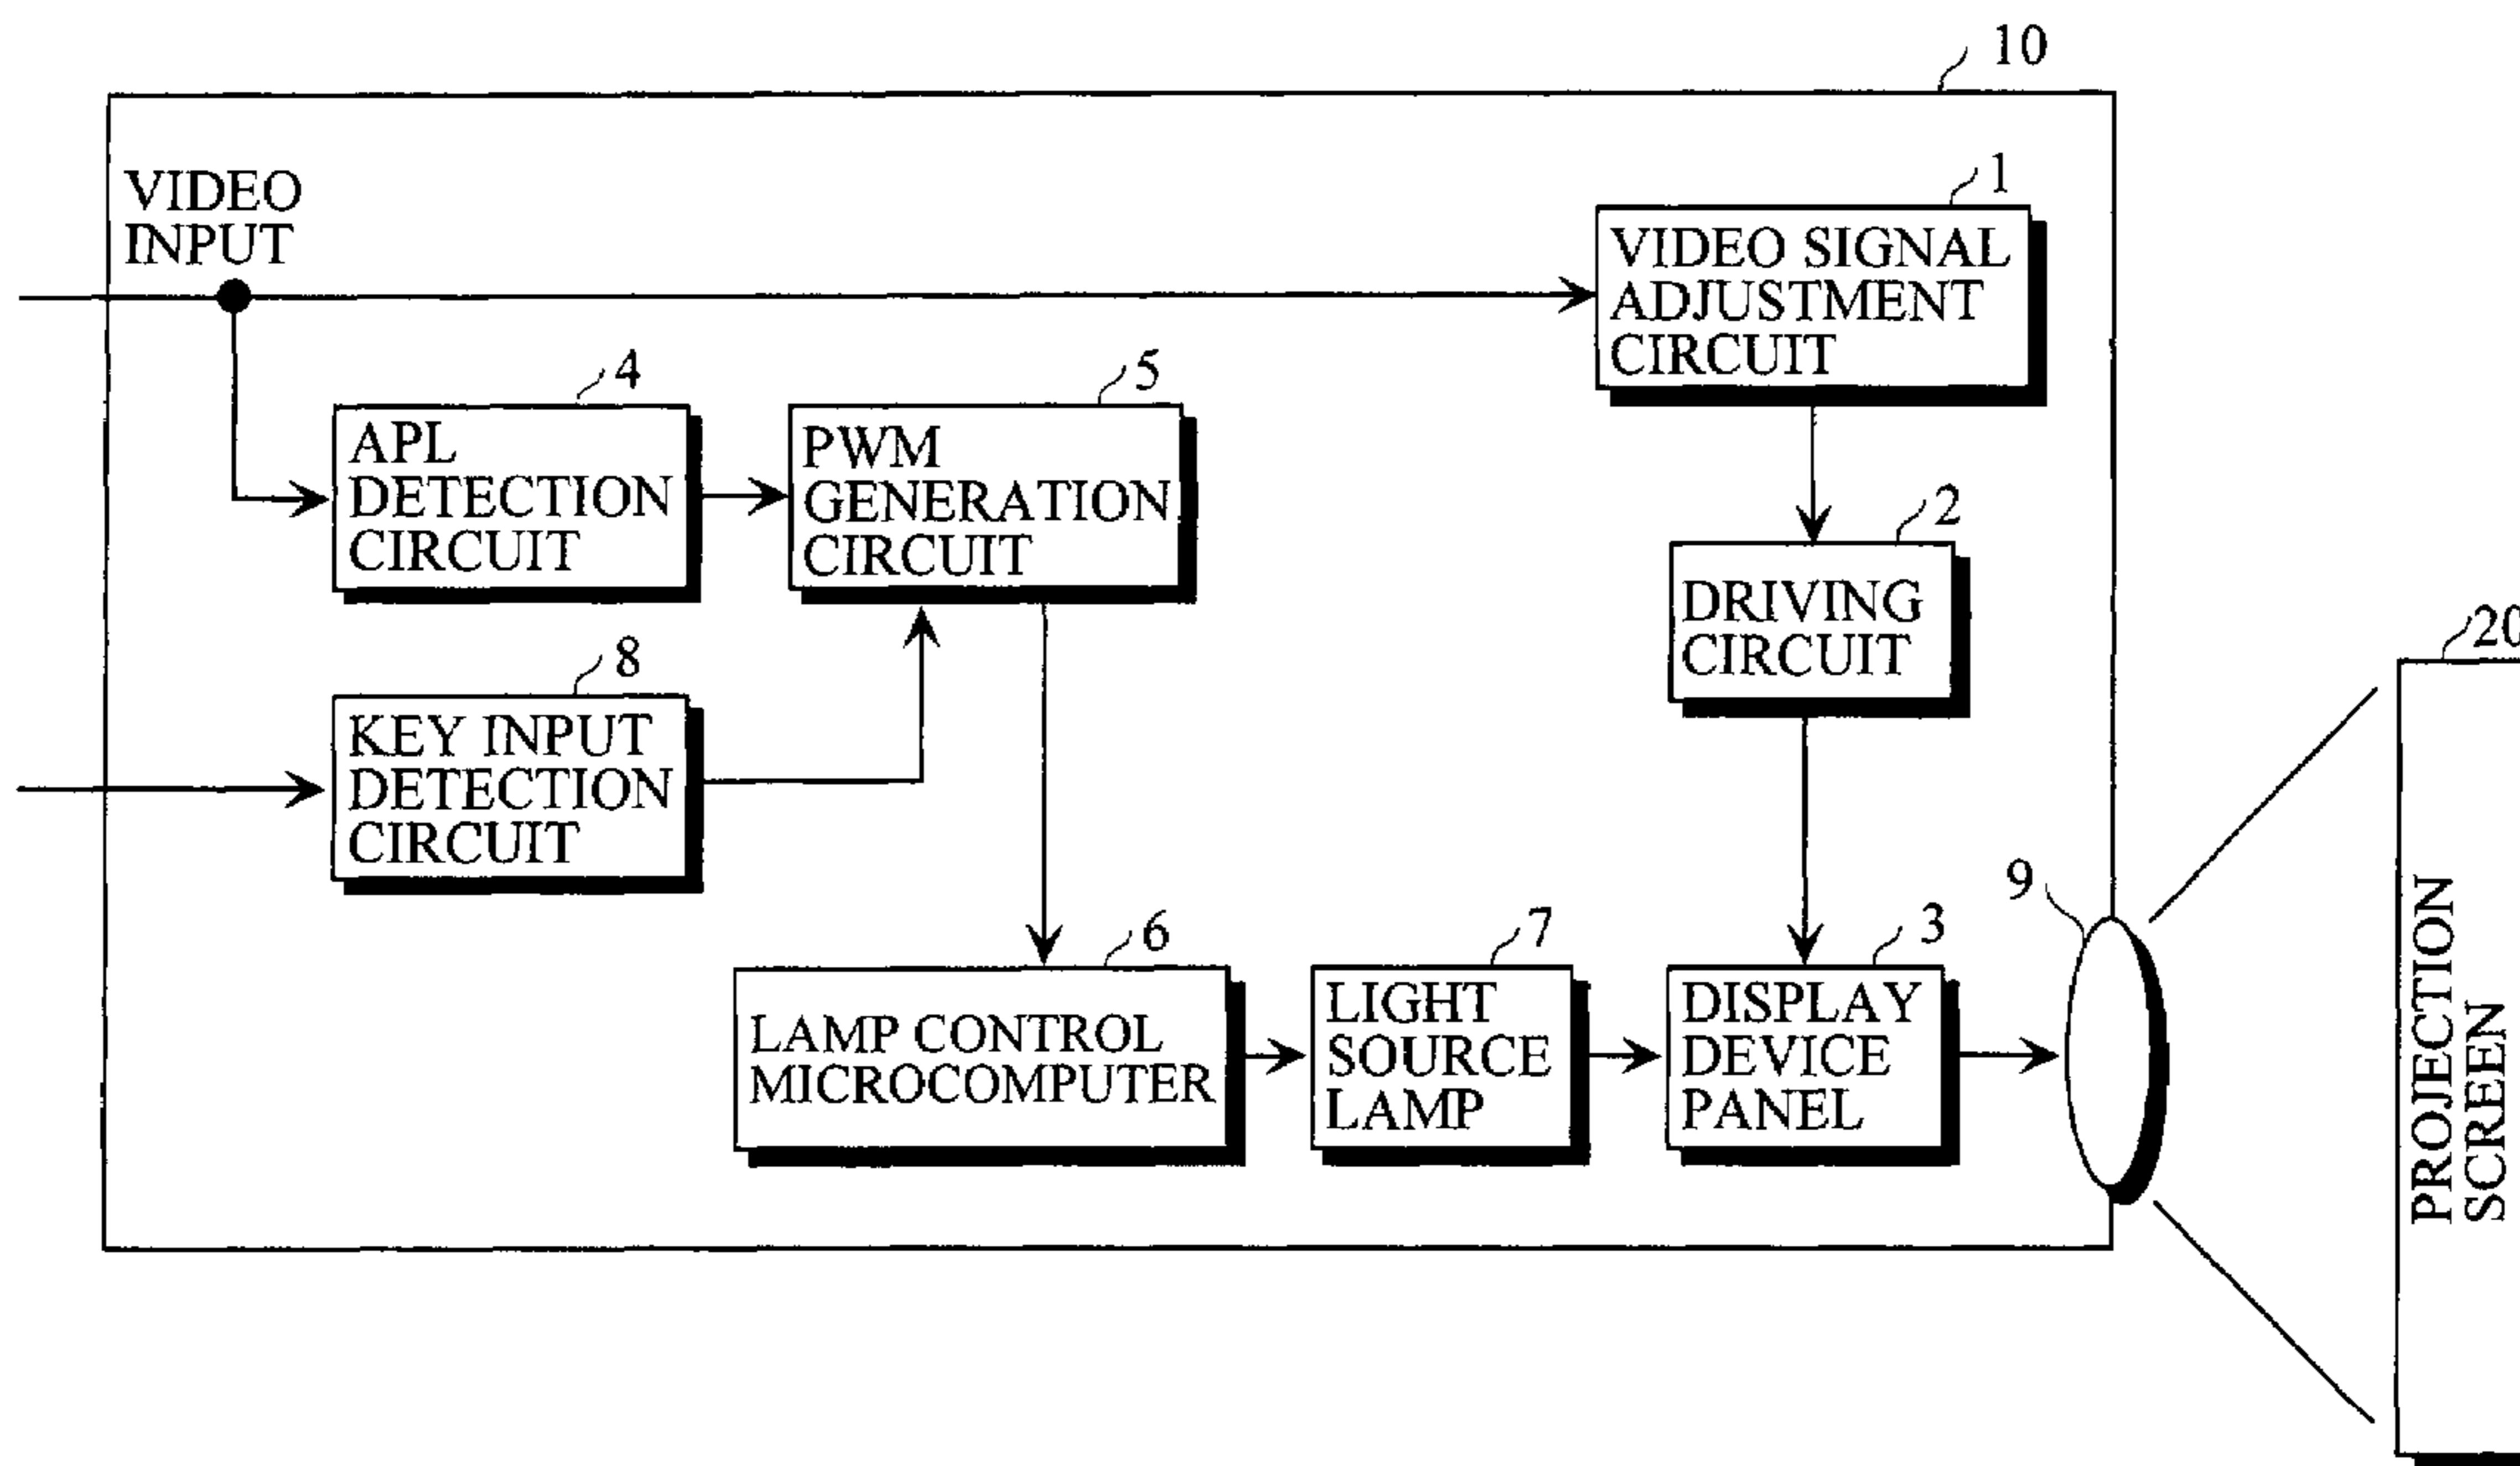 10
VIDEO
INPUT
1
VIDEO SIGNAL
ADJUSTMENT
CIRCUIT
4
APL
DETECTION
CIRCUIT
5
PWM
GENERATION
CIRCUIT
2
DRIVING
CIRCUIT
8
KEY INPUT
DETECTION
CIRCUIT
20
PROJECTION
SCREEN
9
6
LAMP CONTROL
MICROCOMPUTER
7
LIGHT
SOURCE
LAMP
3
DISPLAY
DEVICE
PANEL